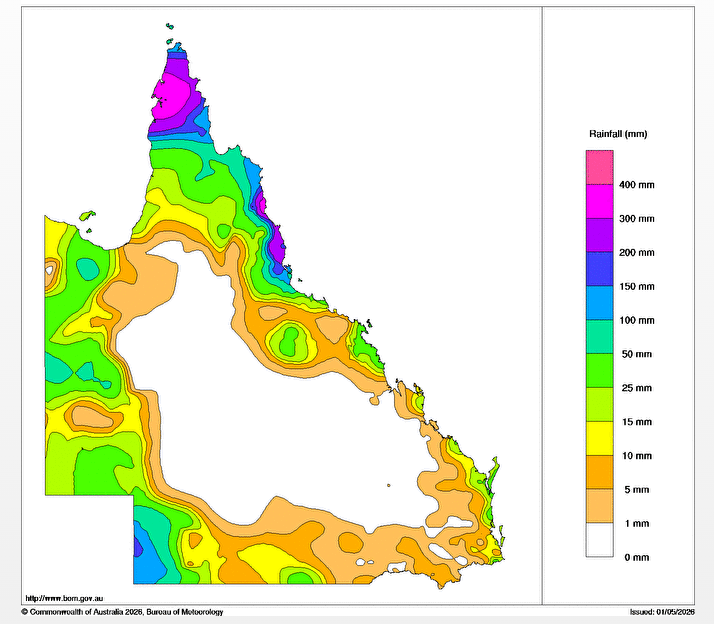 Rainfall (mm)
400 mm
300 mm
200 mm
150 mm
100 mm
50 mm
25 mm
15 mm
10 mm
5 mm
1 mm
0 mm
http://www.bom.gov.au
© Commonwealth of Australia 2026, Bureau of Meteorology
Issued: 01/05/2026